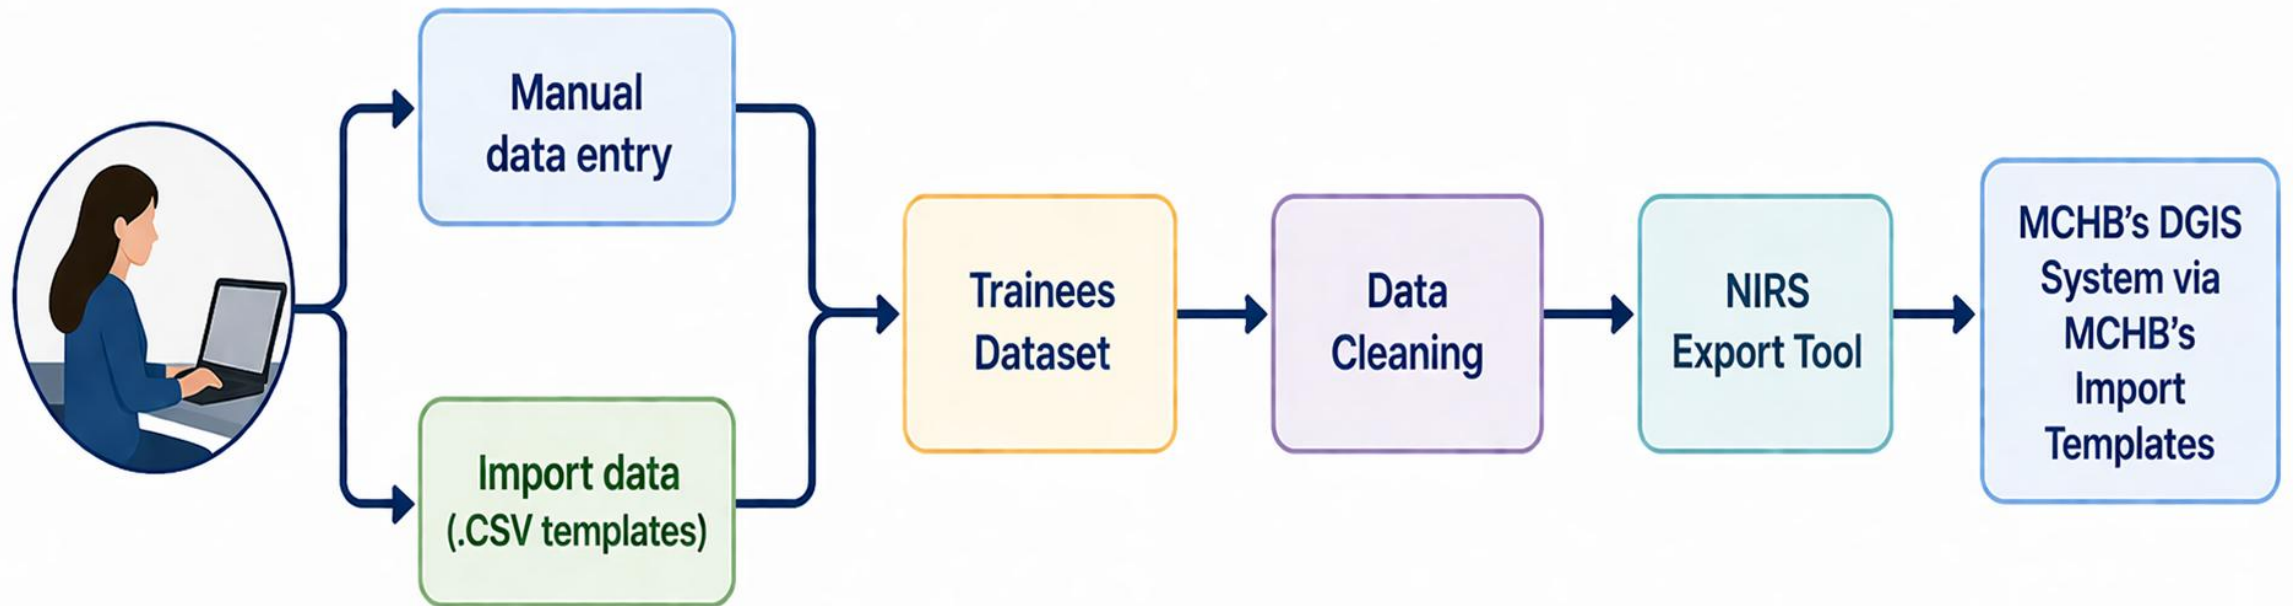 Manual
data entry
Import data
(.CSV templates)
Trainees
Dataset
Data
Cleaning
NIRS
Export Tool
MCHB’s DGIS
System via
MCHB’s
Import
Templates